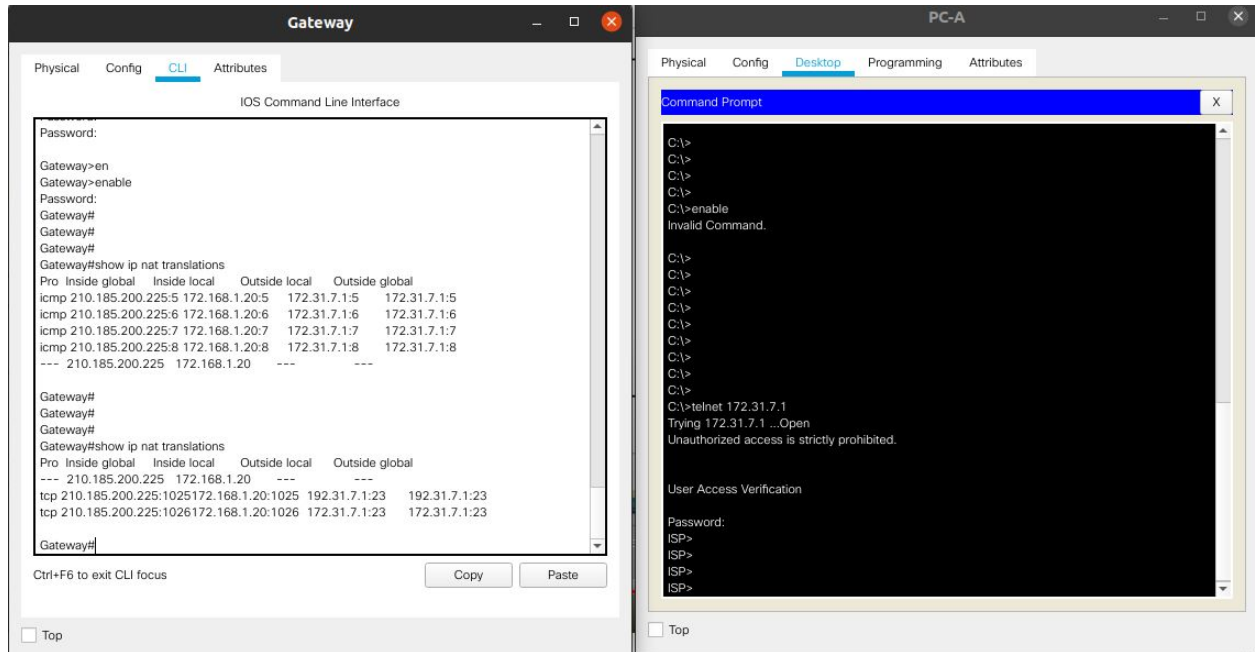 Gateway
Physical Config CLI Attributes
IOS Command Line Interface
Password:
Gateway>en
Gateway>enable
Password:
Gateway#
Gateway#
Gateway#
Gateway#show ip nat translations
Pro Inside global Inside local Outside local Outside global
icmp 210.185.200.225:5 172.168.1.20:5 172.31.7.1:5 172.31.7.1:5
icmp 210.185.200.225:6 172.168.1.20:6 172.31.7.1:6 172.31.7.1:6
icmp 210.185.200.225:7 172.168.1.20:7 172.31.7.1:7 172.31.7.1:7
icmp 210.185.200.225:8 172.168.1.20:8 172.31.7.1:8 172.31.7.1:8
--- 210.185.200.225 172.168.1.20 --- ---
Gateway#
Gateway#
Gateway#
Gateway#show ip nat translations
Pro Inside global Inside local Outside local Outside global
--- 210.185.200.225 172.168.1.20 --- ---
tcp 210.185.200.225:1025172.168.1.20:1025 192.31.7.1:23 192.31.7.1:23
tcp 210.185.200.225:1026172.168.1.20:1026 172.31.7.1:23 172.31.7.1:23
Gateway#
Ctrl+F6 to exit CLI focus
Copy Paste
Top
PC-A
Physical Config Desktop Programming Attributes
Command Prompt X
C:\>
C:\>
C:\>
C:\>
C:\>enable
Invalid Command.
C:\>
C:\>
C:\>
C:\>
C:\>
C:\>
C:\>
C:\>
C:\>
C:\>telnet 172.31.7.1
Trying 172.31.7.1 ...Open
Unauthorized access is strictly prohibited.
User Access Verification
Password:
ISP>
ISP>
ISP>
ISP>
Top